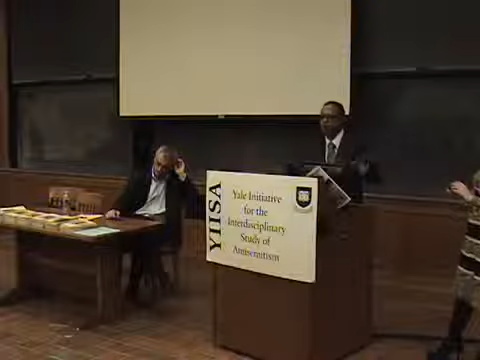 YIISA
Yale Initiative
for the
Interdisciplinary
Study of
Antisemitism